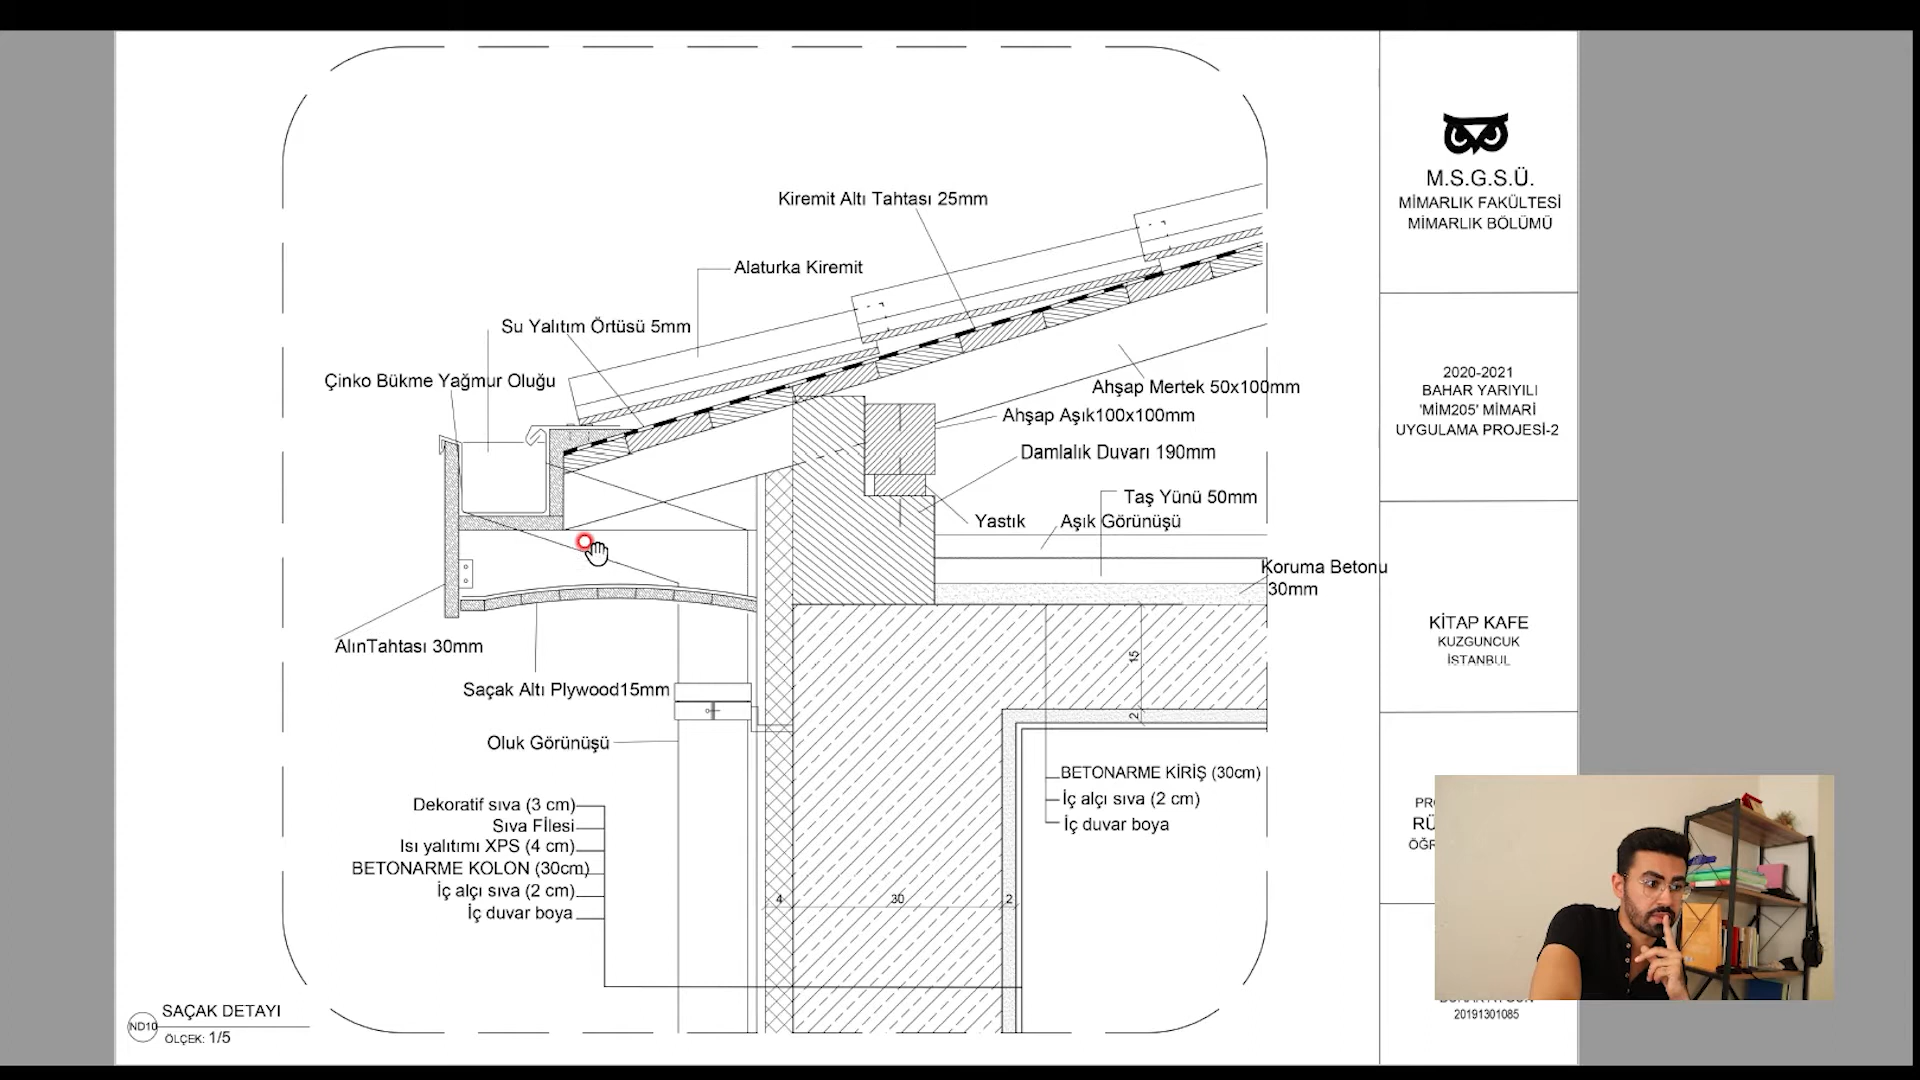 Kiremit Altı Tahtası 25mm
Alaturka Kiremit
Su Yalıtım Örtüsü 5mm
Çinko Bükme Yağmur Oluğu
Ahşap Mertek 50x100mm
Ahşap Aşık100x100mm
Damlalık Duvarı 190mm
Taş Yünü 50mm
Yastık
Aşık Görünüşü
Koruma Betonu
30mm
AlınTahtası 30mm
Saçak Altı Plywood15mm
Oluk Görünüşü
15
2
BETONARME KİRİŞ (30cm)
İç alçı sıva (2 cm)
İç duvar boya
Dekoratif sıva (3 cm)
Sıva Fİlesi
Isı yalıtımı XPS (4 cm)
BETONARME KOLON (30cm)
İç alçı sıva (2 cm)
İç duvar boya
4
30
2
ND10
SAÇAK DETAYI
ÖLÇEK: 1/5
M.S.G.S.Ü.
MİMARLIK FAKÜLTESİ
MİMARLIK BÖLÜMÜ
2020-2021
BAHAR YARIYILI
'MİM205' MİMARİ
UYGULAMA PROJESİ-2
KİTAP KAFE
KUZGUNCUK
İSTANBUL
20191301085